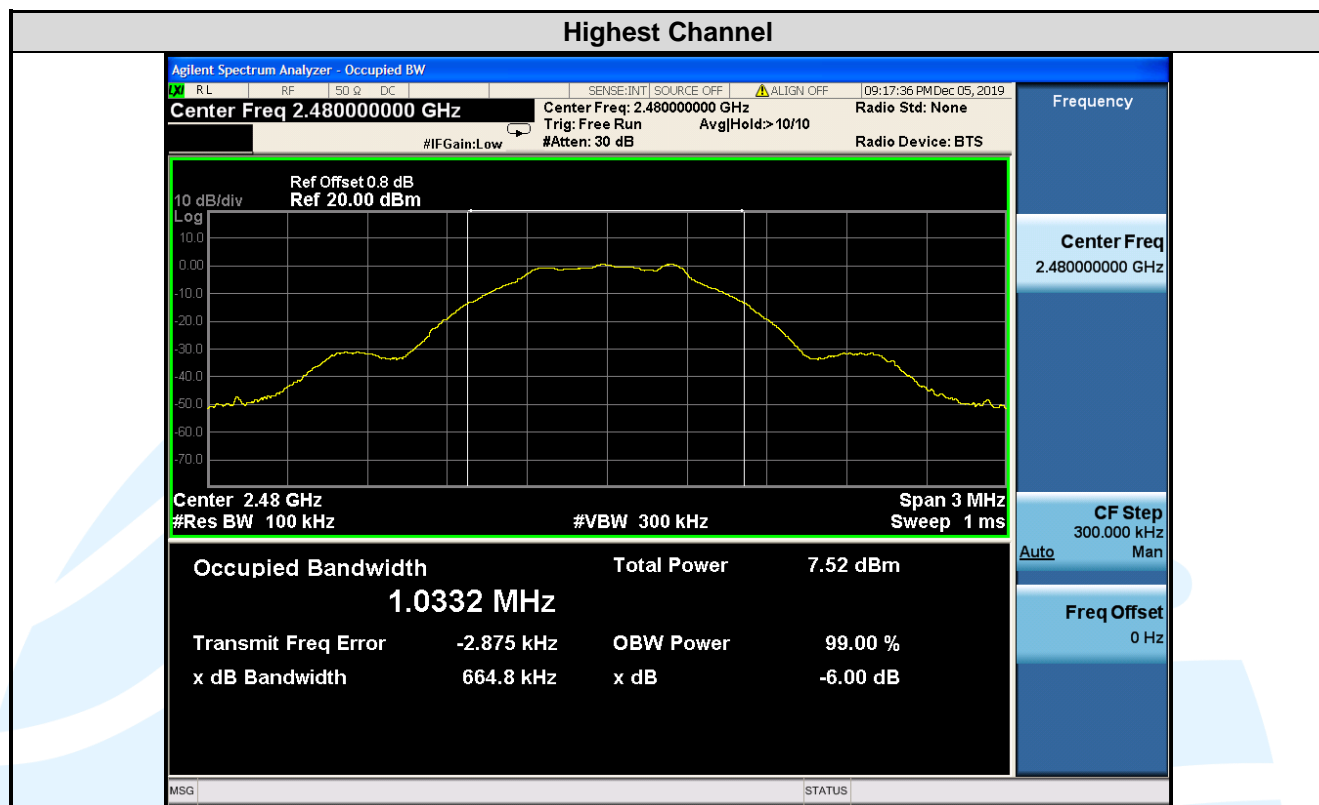 Highest Channel
Agilent Spectrum Analyzer - Occupied BW
LXI RL RF 50 Ω DC SENSE:INT SOURCE OFF ALIGN OFF 09:17:36 PM Dec 05, 2019
Center Freq 2.480000000 GHz
Center Freq: 2.480000000 GHz
Radio Std: None
Trig: Free Run Avg|Hold:>10/10
#IFGain:Low
#Atten: 30 dB
Radio Device: BTS
Ref Offset 0.8 dB
10 dB/div Ref 20.00 dBm
Log
10.0
0.00
-10.0
-20.0
-30.0
-40.0
-50.0
-60.0
-70.0
Center 2.48 GHz Span 3 MHz
#Res BW 100 kHz #VBW 300 kHz Sweep 1 ms
Occupied Bandwidth Total Power 7.52 dBm
1.0332 MHz
Transmit Freq Error -2.875 kHz OBW Power 99.00 %
x dB Bandwidth 664.8 kHz x dB -6.00 dB
Frequency
Center Freq
2.480000000 GHz
CF Step
300.000 kHz
Auto Man
Freq Offset
0 Hz
MSG STATUS